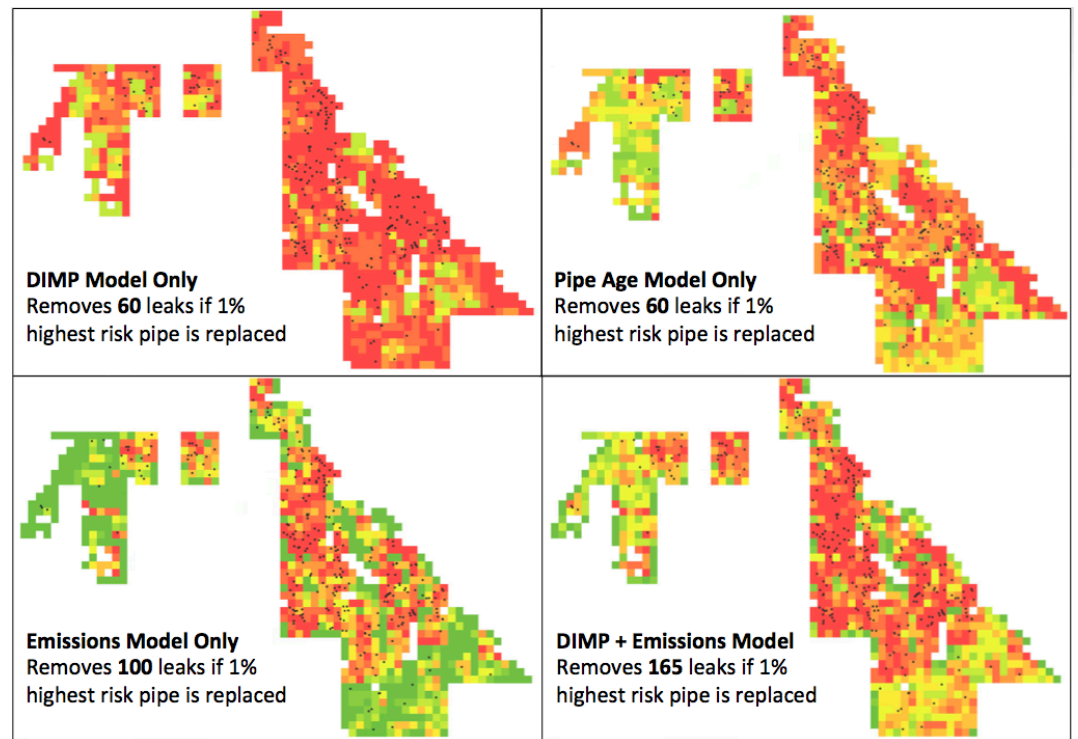 DIMP Model Only
Removes 60 leaks if 1%
highest risk pipe is replaced
Pipe Age Model Only
Removes 60 leaks if 1%
highest risk pipe is replaced
Emissions Model Only
Removes 100 leaks if 1%
highest risk pipe is replaced
DIMP + Emissions Model
Removes 165 leaks if 1%
highest risk pipe is replaced